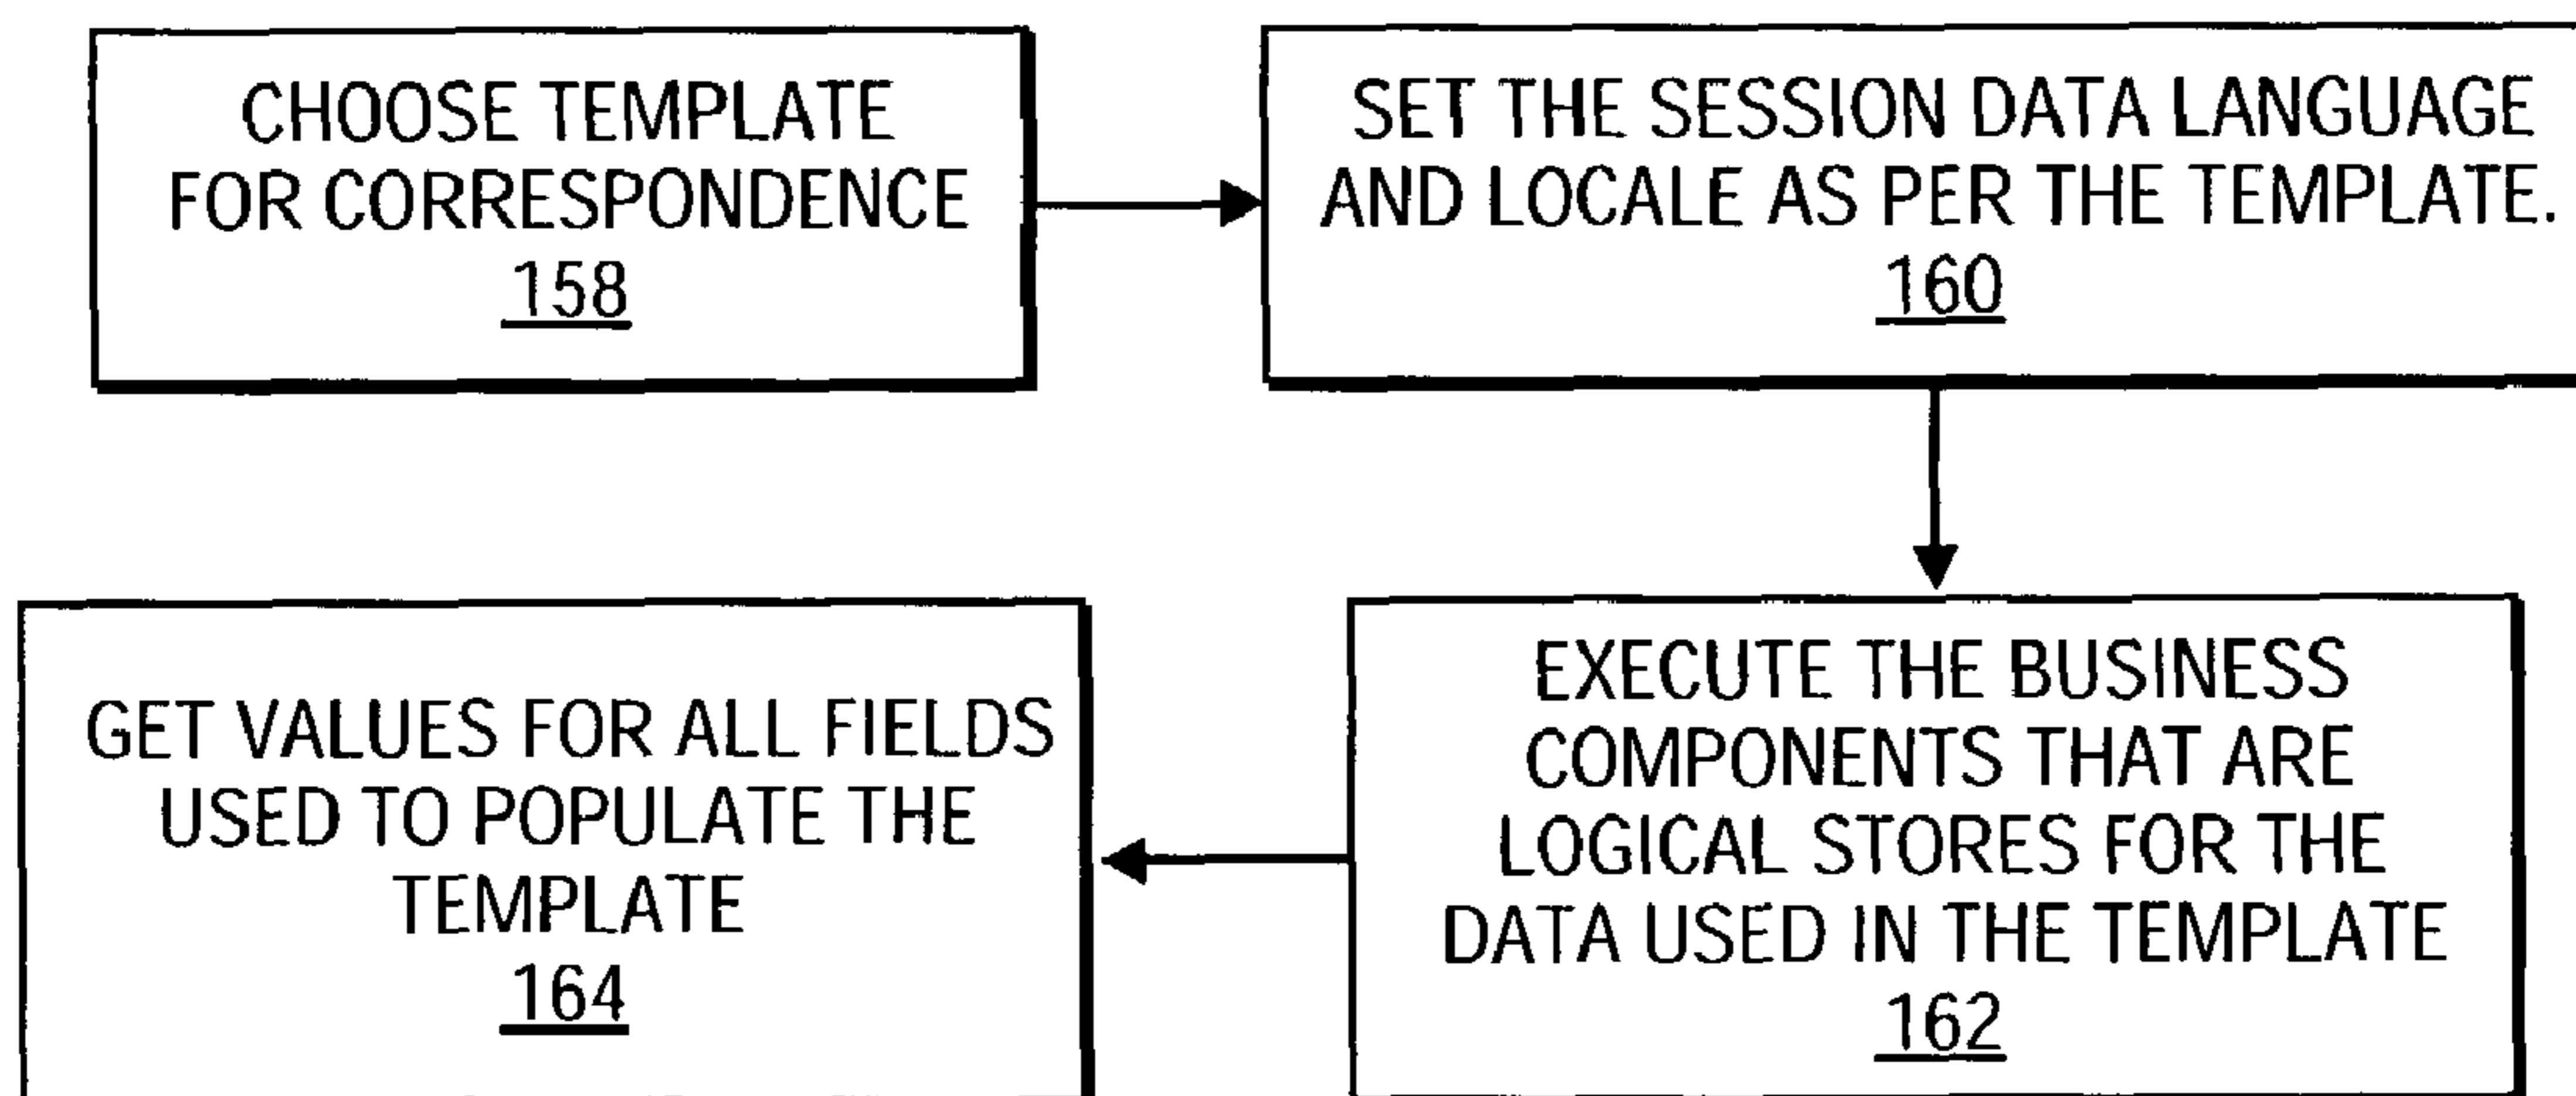 CHOOSE TEMPLATE
FOR CORRESPONDENCE
158
SET THE SESSION DATA LANGUAGE
AND LOCALE AS PER THE TEMPLATE.
160
EXECUTE THE BUSINESS
COMPONENTS THAT ARE
LOGICAL STORES FOR THE
DATA USED IN THE TEMPLATE
162
GET VALUES FOR ALL FIELDS
USED TO POPULATE THE
TEMPLATE
164